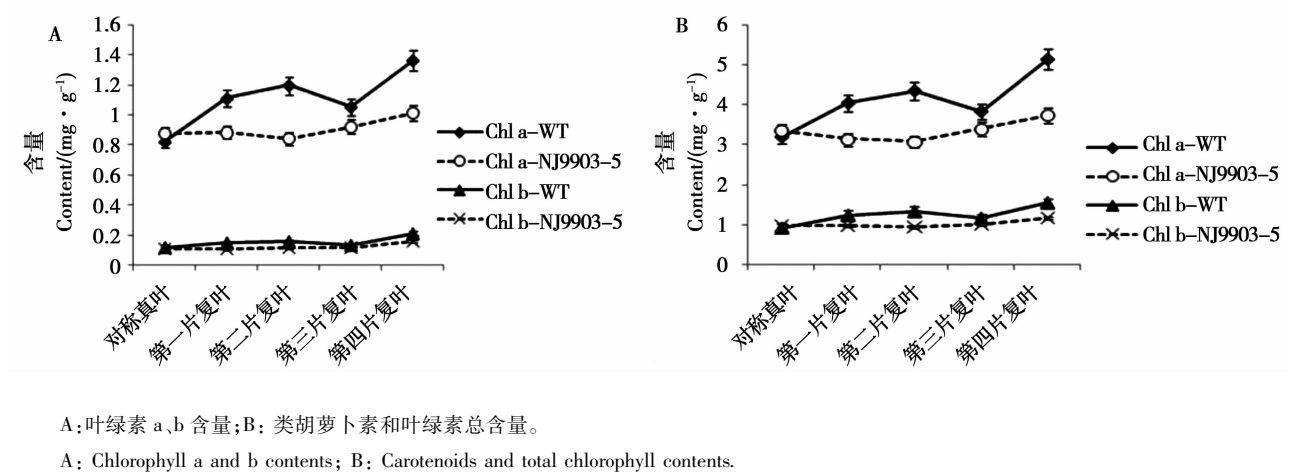 A
1.6
1.4
1.2
1
0.8
0.6
0.4
0.2
0
含量
Content/(mg·g⁻¹)
对称真叶
第一片复叶
第二片复叶
第三片复叶
第四片复叶
Chl a-WT
Chl a-NJ9903-5
Chl b-WT
Chl b-NJ9903-5
B
6
5
4
3
2
1
0
含量
Content/(mg·g⁻¹)
对称真叶
第一片复叶
第二片复叶
第三片复叶
第四片复叶
Chl a-WT
Chl a-NJ9903-5
Chl b-WT
Chl b-NJ9903-5
A:叶绿素 a、b 含量;B: 类胡萝卜素和叶绿素总含量。
A: Chlorophyll a and b contents; B: Carotenoids and total chlorophyll contents.